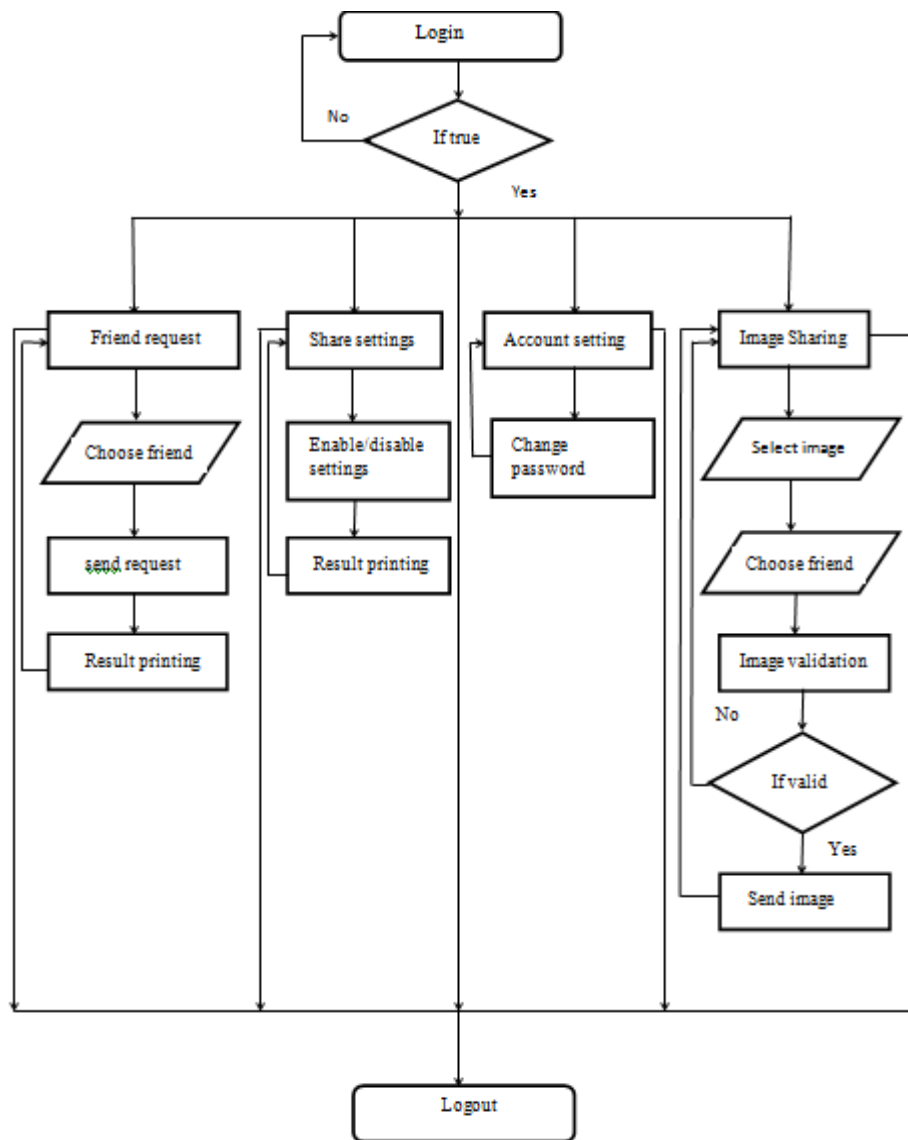 Login
No
If true
Yes
Friend request
Share settings
Account setting
Image Sharing
Choose friend
Enable/disable
settings
Change
password
Select image
send request
Result printing
Choose friend
Result printing
Image validation
No
If valid
Yes
Send image
Logout